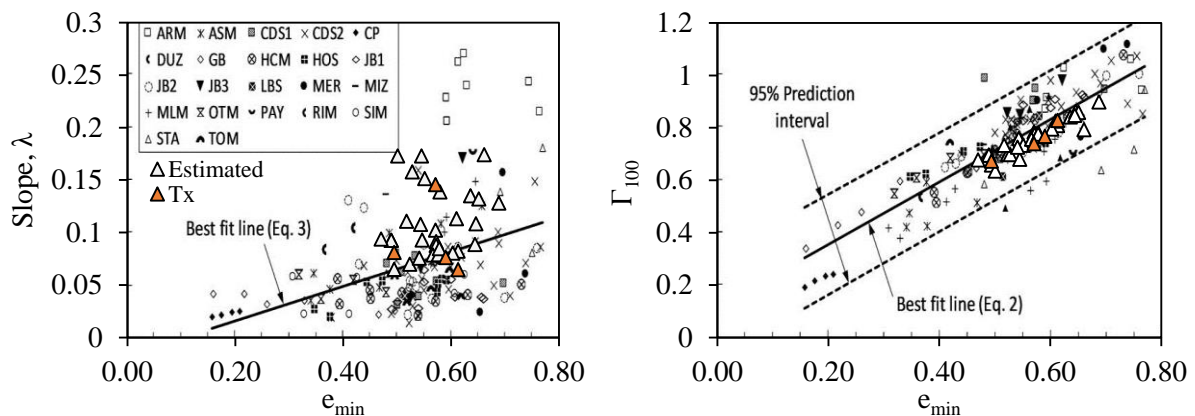 0.3
0.25
0.2
0.15
0.1
0.05
0
Slope, λ
ARM ASM CDS1 CDS2 CP
DUZ GB HCM HOS JB1
JB2 JB3 LBS MER MIZ
MLM OTM PAY RIM SIM
STA TOM
Estimated
Tx
Best fit line (Eq. 3)
0.00 0.20 0.40 0.60 0.80
emin
1.2
1
0.8
0.6
0.4
0.2
0
Γ100
95% Prediction
interval
Best fit line (Eq. 2)
0.00 0.20 0.40 0.60 0.80
emin